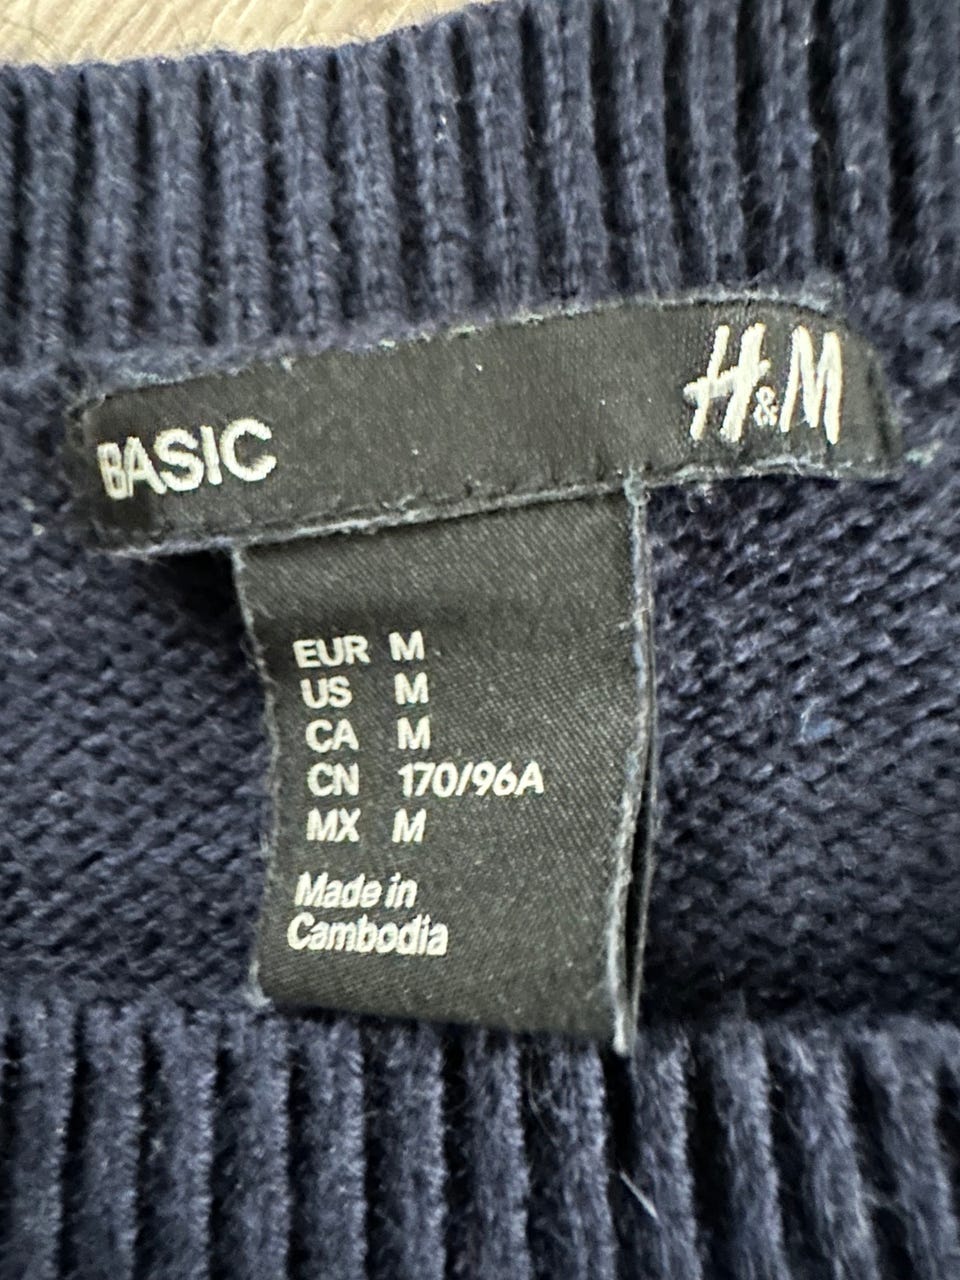 BASIC H&M
EUR M
US M
CA M
CN 170/96A
MX M
Made in
Cambodia